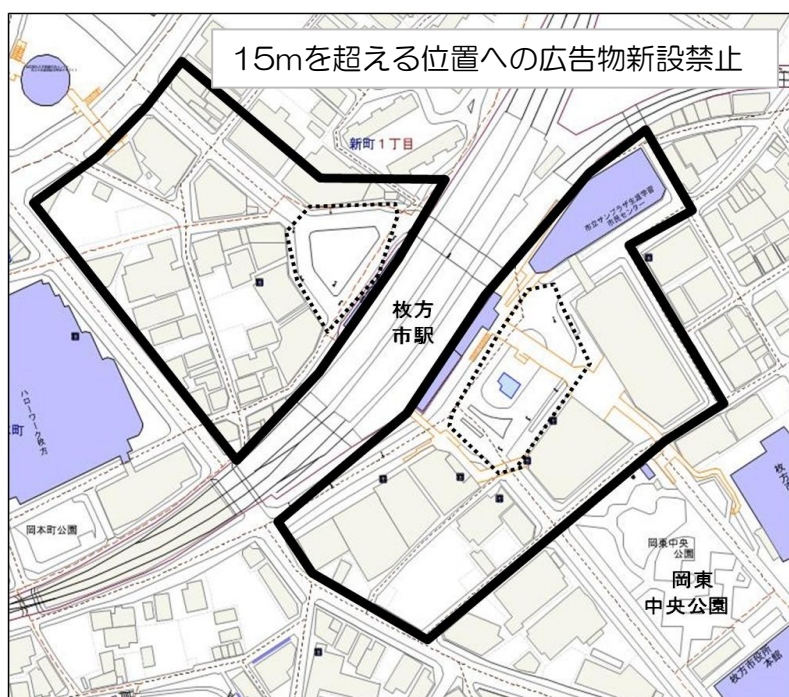 15mを超える位置への広告物新設禁止
新町1丁目
市立サンプラザ生涯学習
市民センター
枚方
市駅
ハローワーク枚方
町
岡本町公園
岡東中央
公園
岡東
中央公園
枚方市役所
本館